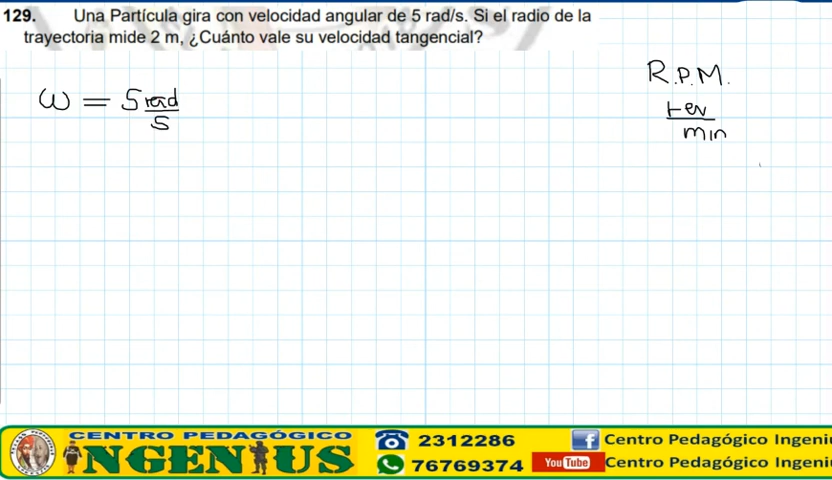 129. Una Partícula gira con velocidad angular de 5 rad/s. Si el radio de la
trayectoria mide 2 m, ¿Cuánto vale su velocidad tangencial?
R.P.M.
rev
min
ω = 5 rad
s
CENTRO PEDAGÓGICO
INGENIUS
2312286
76769374
f Centro Pedagógico Ingeni
YouTube Centro Pedagógico Ingeni